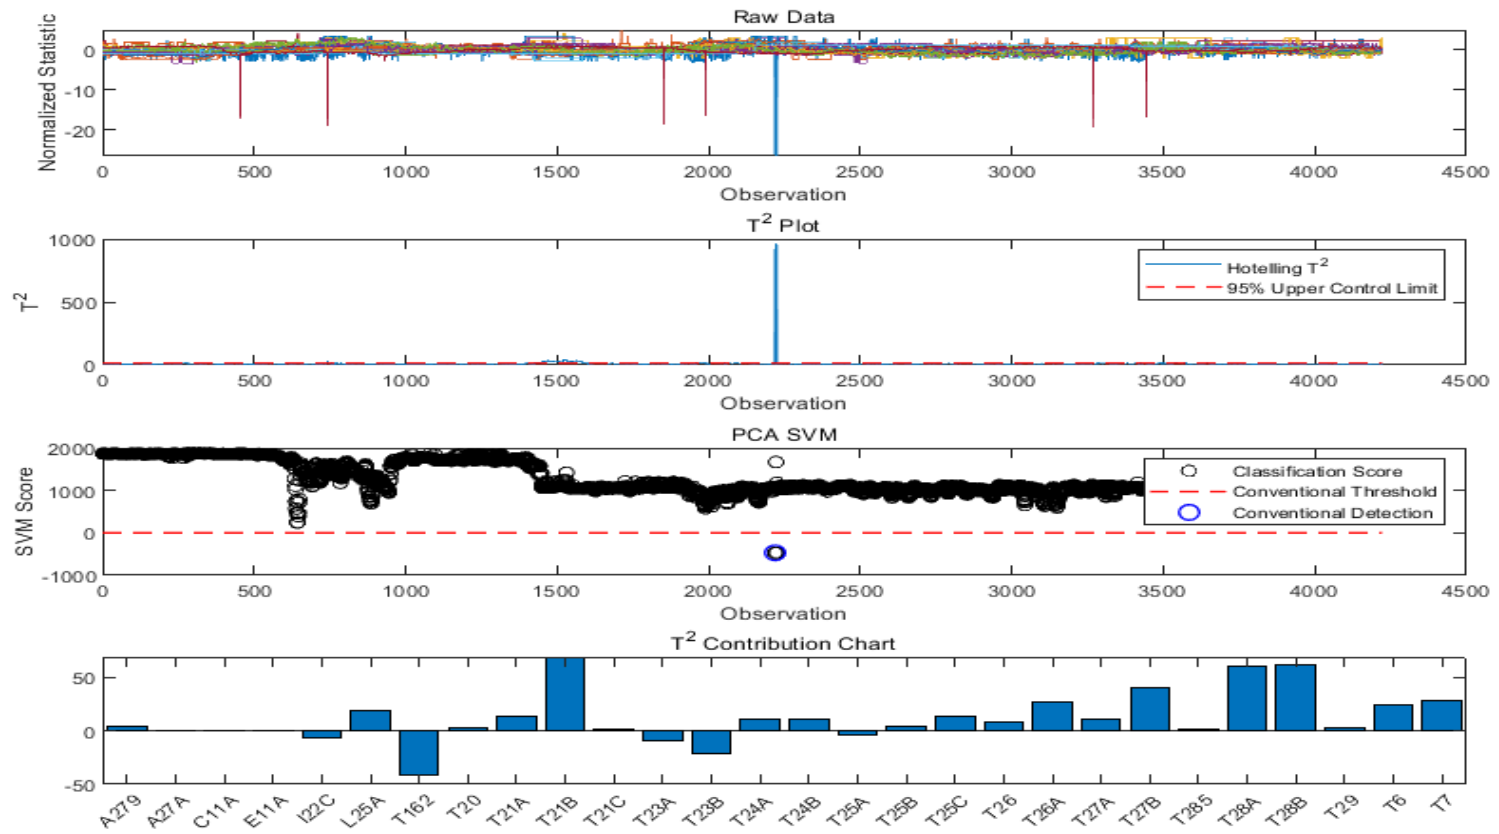 Raw Data
Normalized Statistic
0
-10
-20
0 500 1000 1500 2000 2500 3000 3500 4000 4500
Observation
T² Plot
T²
1000
500
0
Hotelling T²
95% Upper Control Limit
0 500 1000 1500 2000 2500 3000 3500 4000 4500
Observation
PCA SVM
SVM Score
2000
1000
0
-1000
Classification Score
Conventional Threshold
Conventional Detection
0 500 1000 1500 2000 2500 3000 3500 4000 4500
Observation
T² Contribution Chart
50
0
-50
A279 A27A C11A E11A I22C L25A T162 T20 T21A T21B T21C T23A T23B T24A T24B T25A T25B T25C T26 T26A T27A T27B T285 T28A T28B T29 T6 T7